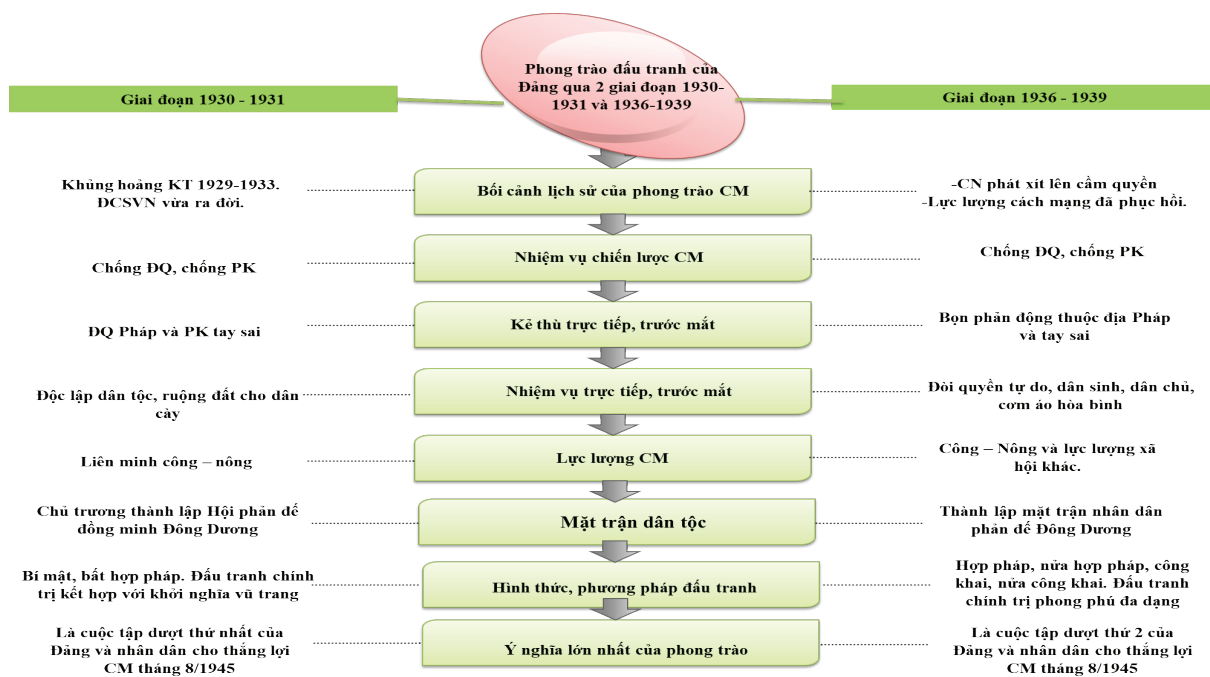 Phong trào đấu tranh của
Đảng qua 2 giai đoạn 1930-
1931 và 1936-1939
Giai đoạn 1930 - 1931
Giai đoạn 1936 - 1939
Khủng hoảng KT 1929-1933.
ĐCSVN vừa ra đời.
Bối cảnh lịch sử của phong trào CM
-CN phát xít lên cầm quyền
-Lực lượng cách mạng đã phục hồi.
Chống ĐQ, chống PK
Nhiệm vụ chiến lược CM
Chống ĐQ, chống PK
ĐQ Pháp và PK tay sai
Kẻ thù trực tiếp, trước mắt
Bọn phản động thuộc địa Pháp
và tay sai
Độc lập dân tộc, ruộng đất cho dân
cày
Nhiệm vụ trực tiếp, trước mắt
Đòi quyền tự do, dân sinh, dân chủ,
cơm áo hòa bình
Liên minh công – nông
Lực lượng CM
Công – Nông và lực lượng xã
hội khác.
Chủ trương thành lập Hội phản đế
đồng minh Đông Dương
Mặt trận dân tộc
Thành lập mặt trận nhân dân
phản đế Đông Dương
Bí mật, bất hợp pháp. Đấu tranh chính
trị kết hợp với khởi nghĩa vũ trang
Hình thức, phương pháp đấu tranh
Hợp pháp, nửa hợp pháp, công
khai, nửa công khai. Đấu tranh
chính trị phong phú đa dạng
Là cuộc tập dượt thứ nhất của
Đảng và nhân dân cho thắng lợi
CM tháng 8/1945
Ý nghĩa lớn nhất của phong trào
Là cuộc tập dượt thứ 2 của
Đảng và nhân dân cho thắng lợi
CM tháng 8/1945